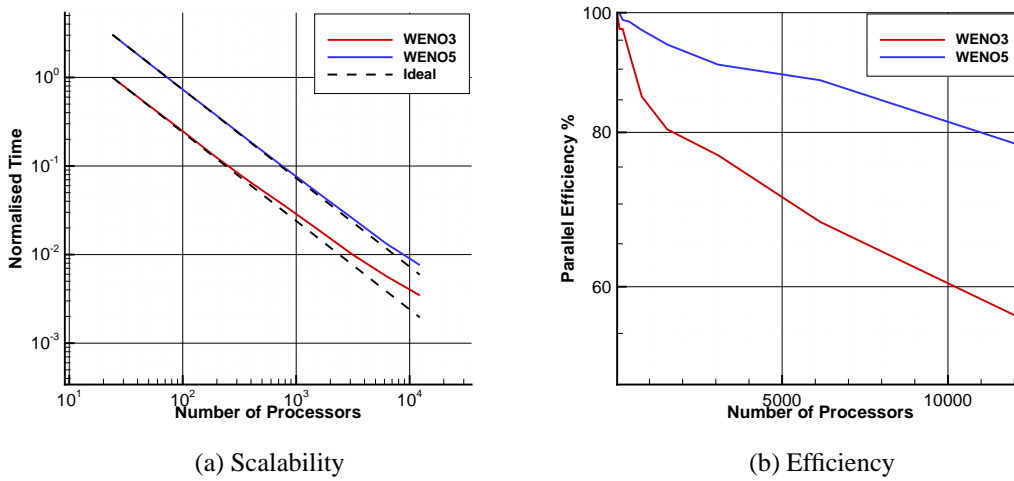 WENO3
WENO5
Ideal
10^0
10^-1
10^-2
10^-3
Normalised Time
10^1 10^2 10^3 10^4
Number of Processors
(a) Scalability
WENO3
WENO5
100
80
60
Parallel Efficiency %
5000 10000
Number of Processors
(b) Efficiency